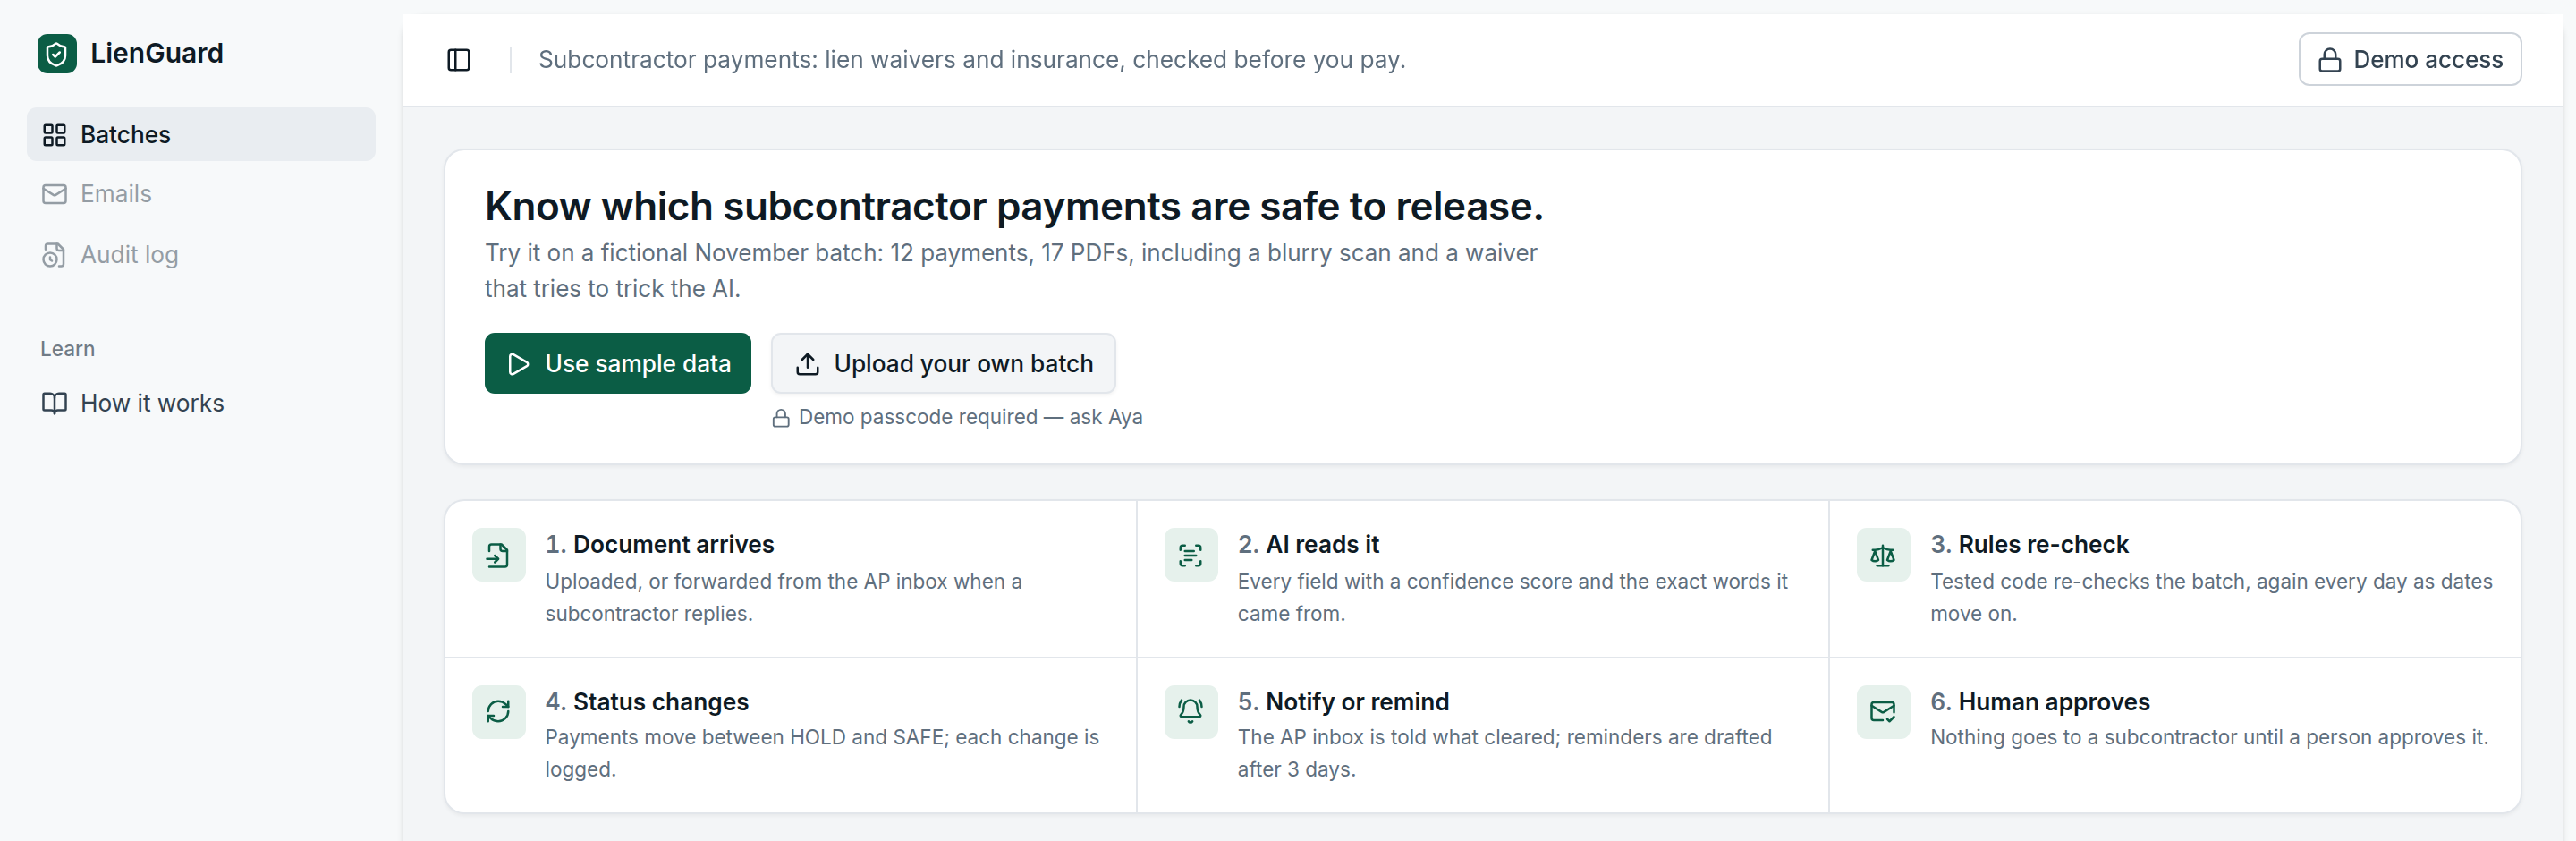 LienGuard
Batches
Emails
Audit log
Learn
How it works
Subcontractor payments: lien waivers and insurance, checked before you pay.
Demo access
Know which subcontractor payments are safe to release.
Try it on a fictional November batch: 12 payments, 17 PDFs, including a blurry scan and a waiver
that tries to trick the AI.
Use sample data
Upload your own batch
Demo passcode required — ask Aya
1. Document arrives
Uploaded, or forwarded from the AP inbox when a
subcontractor replies.
2. AI reads it
Every field with a confidence score and the exact words it
came from.
3. Rules re-check
Tested code re-checks the batch, again every day as dates
move on.
4. Status changes
Payments move between HOLD and SAFE; each change is
logged.
5. Notify or remind
The AP inbox is told what cleared; reminders are drafted
after 3 days.
6. Human approves
Nothing goes to a subcontractor until a person approves it.